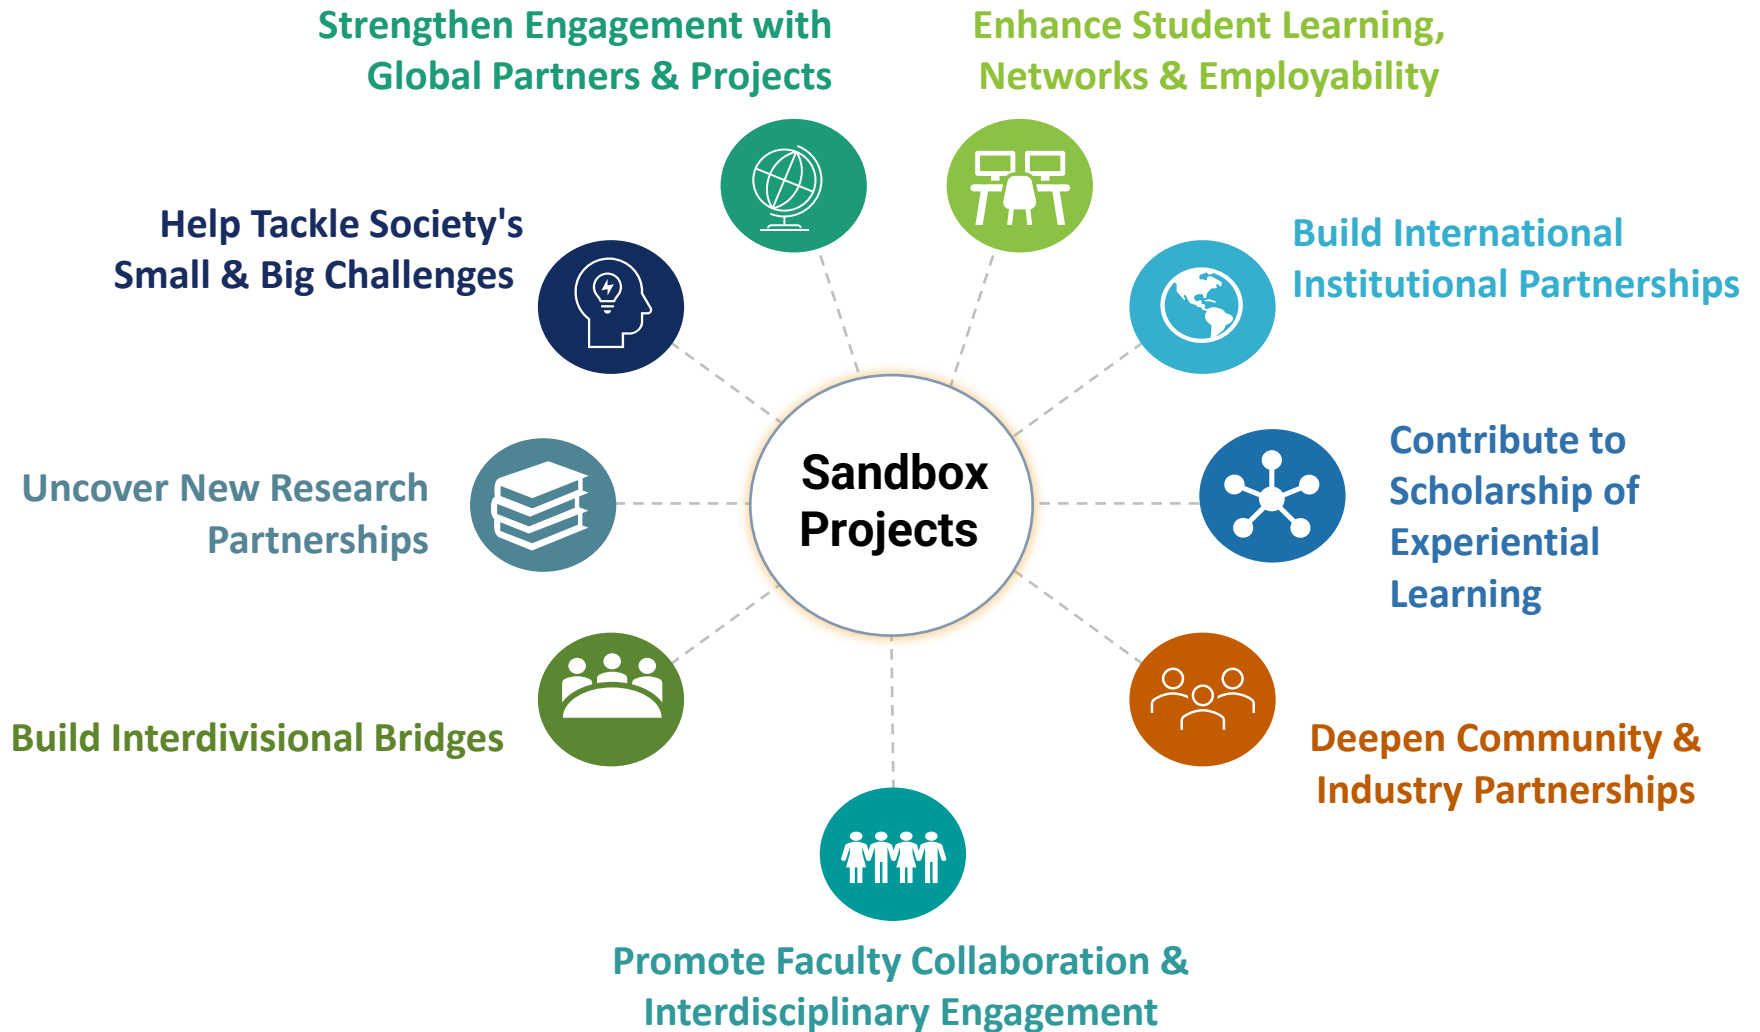 Strengthen Engagement with
Global Partners & Projects
Enhance Student Learning,
Networks & Employability
Help Tackle Society's
Small & Big Challenges
Build International
Institutional Partnerships
Uncover New Research
Partnerships
Sandbox
Projects
Contribute to
Scholarship of
Experiential
Learning
Build Interdivisional Bridges
Deepen Community &
Industry Partnerships
Promote Faculty Collaboration &
Interdisciplinary Engagement